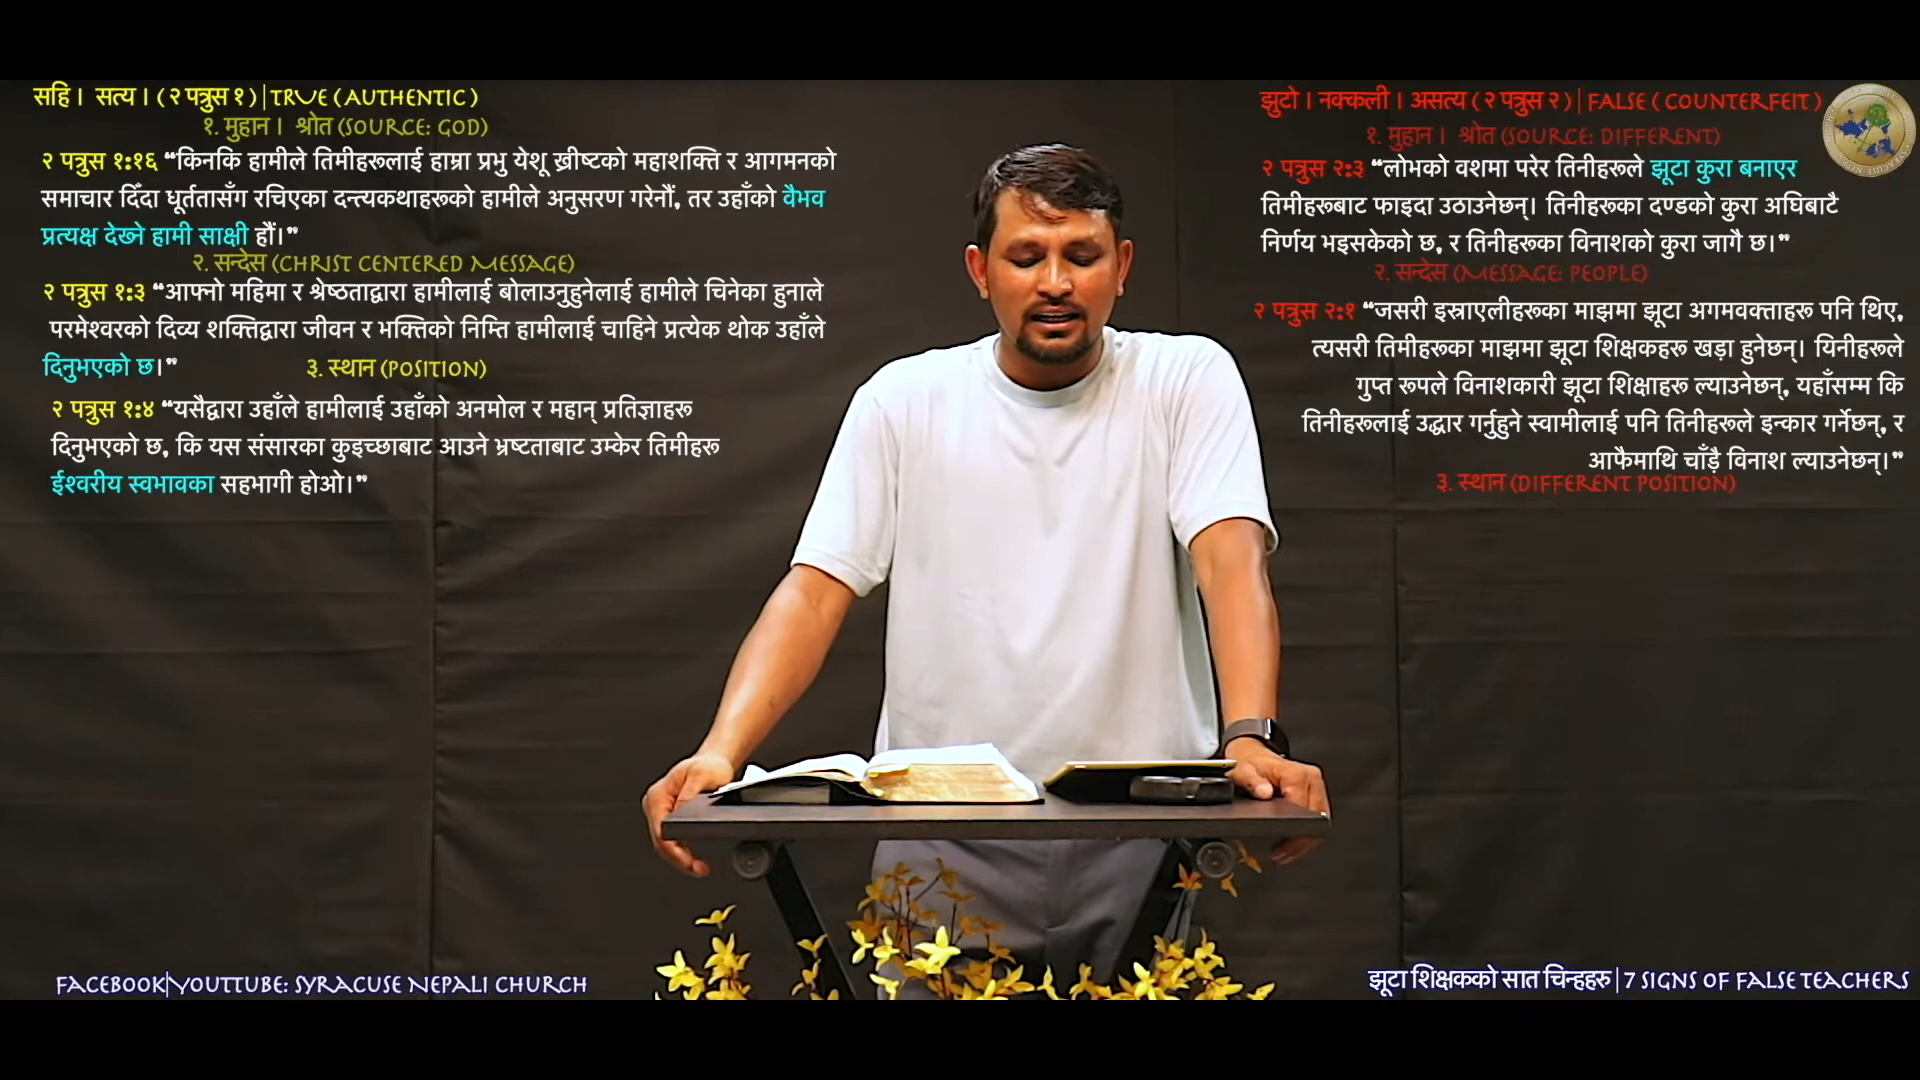 सहि । सत्य । ( २ पत्रुस १ ) | TRUE ( AUTHENTIC )
१. मुहान । श्रोत (SOURCE: GOD)
२ पत्रुस १:१६ “किनकि हामीले तिमीहरूलाई हाम्रा प्रभु येशू ख्रीष्टको महाशक्ति र आगमनको
समाचार दिँदा धूर्ततासँग रचिएका दन्त्यकथाहरूको हामीले अनुसरण गरेनौं, तर उहाँको वैभव
प्रत्यक्ष देख्ने हामी साक्षी हौं।”
२. सन्देस (CHRIST CENTERED MESSAGE)
२ पत्रुस १:३ “आफ्नो महिमा र श्रेष्ठताद्वारा हामीलाई बोलाउनुहुनेलाई हामीले चिनेका हुनाले
परमेश्वरको दिव्य शक्तिद्वारा जीवन र भक्तिको निम्ति हामीलाई चाहिने प्रत्येक थोक उहाँले
दिनुभएको छ।”
३. स्थान (POSITION)
२ पत्रुस १:४ “यसैद्वारा उहाँले हामीलाई उहाँको अनमोल र महान् प्रतिज्ञाहरू
दिनुभएको छ, कि यस संसारका कुइच्छाबाट आउने भ्रष्टताबाट उम्केर तिमीहरू
ईश्वरीय स्वभावका सहभागी होओ।”
झुटो । नक्कली । असत्य ( २ पत्रुस २ ) | FALSE ( COUNTERFEIT )
१. मुहान । श्रोत (SOURCE: DIFFERENT)
२ पत्रुस २:३ “लोभको वशमा परेर तिनीहरूले झूटा कुरा बनाएर
तिमीहरूबाट फाइदा उठाउनेछन्। तिनीहरूका दण्डको कुरा अघिबाटै
निर्णय भइसकेको छ, र तिनीहरूका विनाशको कुरा जागै छ।”
२. सन्देस (MESSAGE: PEOPLE)
२ पत्रुस २:१ “जसरी इस्राएलीहरूका माझमा झूटा अगमवक्ताहरू पनि थिए,
त्यसरी तिमीहरूका माझमा झूटा शिक्षकहरू खड़ा हुनेछन्। यिनीहरूले
गुप्त रूपले विनाशकारी झूटा शिक्षाहरू ल्याउनेछन्, यहाँसम्म कि
तिनीहरूलाई उद्धार गर्नुहुने स्वामीलाई पनि तिनीहरूले इन्कार गर्नेछन्, र
आफैमाथि चाँड़ै विनाश ल्याउनेछन्।”
३. स्थान (DIFFERENT POSITION)
FACEBOOK|YOUTTUBE: SYRACUSE NEPALI CHURCH
झूटा शिक्षकको सात चिन्हहरु | 7 SIGNS OF FALSE TEACHERS